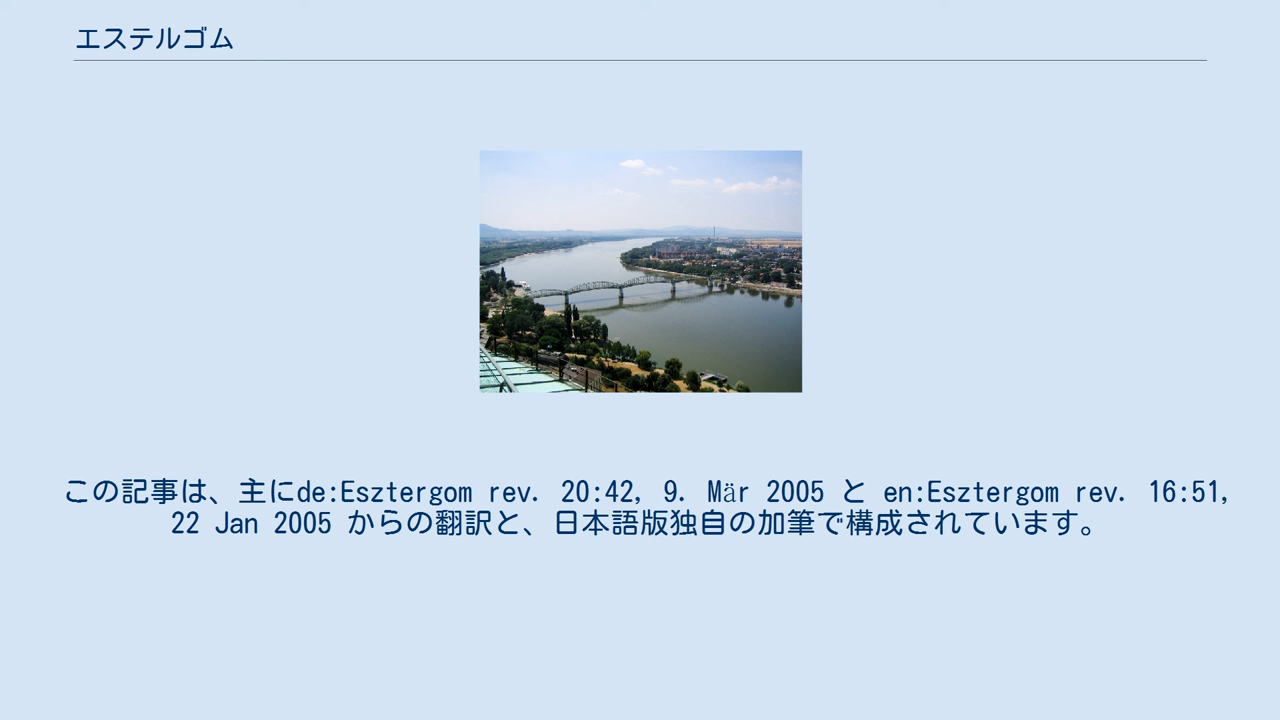 エステルゴム
この記事は、主にde:Esztergom rev. 20:42, 9. Mär 2005 と en:Esztergom rev. 16:51,
22 Jan 2005 からの翻訳と、日本語版独自の加筆で構成されています。